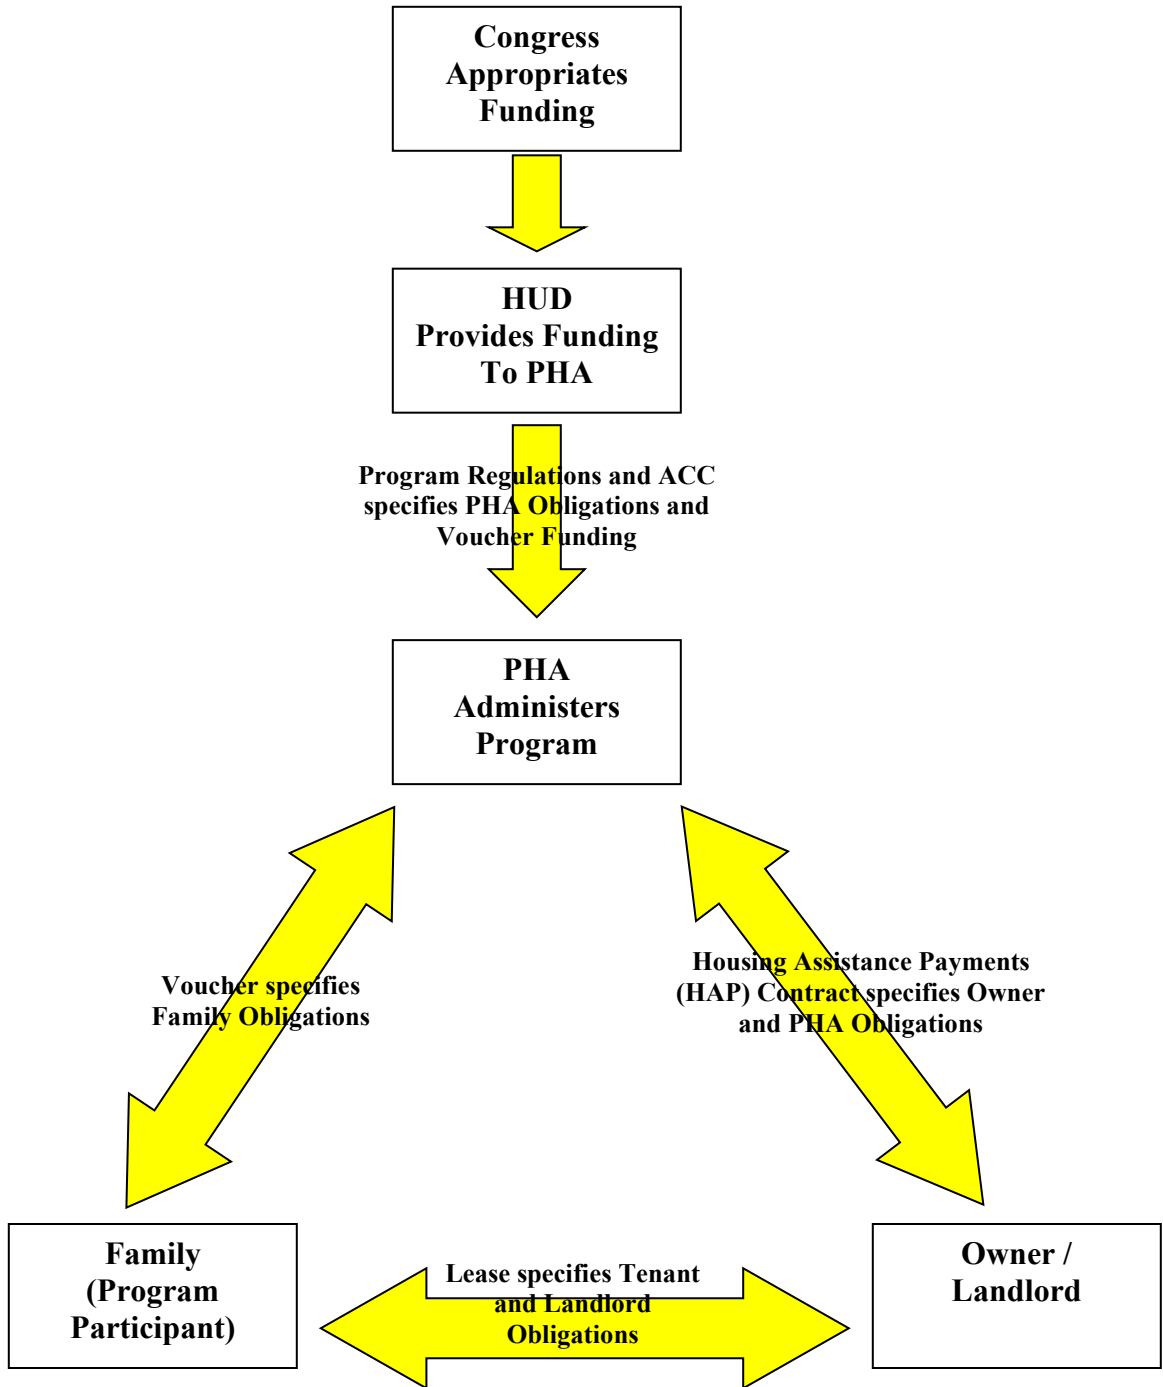 Congress
Appropriates
Funding
HUD
Provides Funding
To PHA
Program Regulations and ACC
specifies PHA Obligations and
Voucher Funding
PHA
Administers
Program
Voucher specifies
Family Obligations
Housing Assistance Payments
(HAP) Contract specifies Owner
and PHA Obligations
Family
(Program
Participant)
Lease specifies Tenant
and Landlord
Obligations
Owner /
Landlord